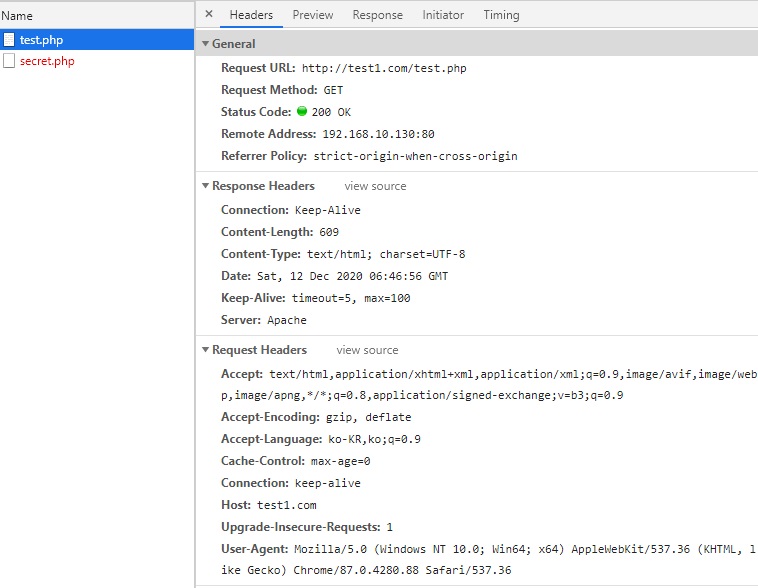 Name
test.php
secret.php
× Headers Preview Response Initiator Timing
▼ General
Request URL: http://test1.com/test.php
Request Method: GET
Status Code: 200 OK
Remote Address: 192.168.10.130:80
Referrer Policy: strict-origin-when-cross-origin
▼ Response Headers view source
Connection: Keep-Alive
Content-Length: 609
Content-Type: text/html; charset=UTF-8
Date: Sat, 12 Dec 2020 06:46:56 GMT
Keep-Alive: timeout=5, max=100
Server: Apache
▼ Request Headers view source
Accept: text/html,application/xhtml+xml,application/xml;q=0.9,image/avif,image/web
p,image/apng,*/*;q=0.8,application/signed-exchange;v=b3;q=0.9
Accept-Encoding: gzip, deflate
Accept-Language: ko-KR,ko;q=0.9
Cache-Control: max-age=0
Connection: keep-alive
Host: test1.com
Upgrade-Insecure-Requests: 1
User-Agent: Mozilla/5.0 (Windows NT 10.0; Win64; x64) AppleWebKit/537.36 (KHTML, l
ike Gecko) Chrome/87.0.4280.88 Safari/537.36